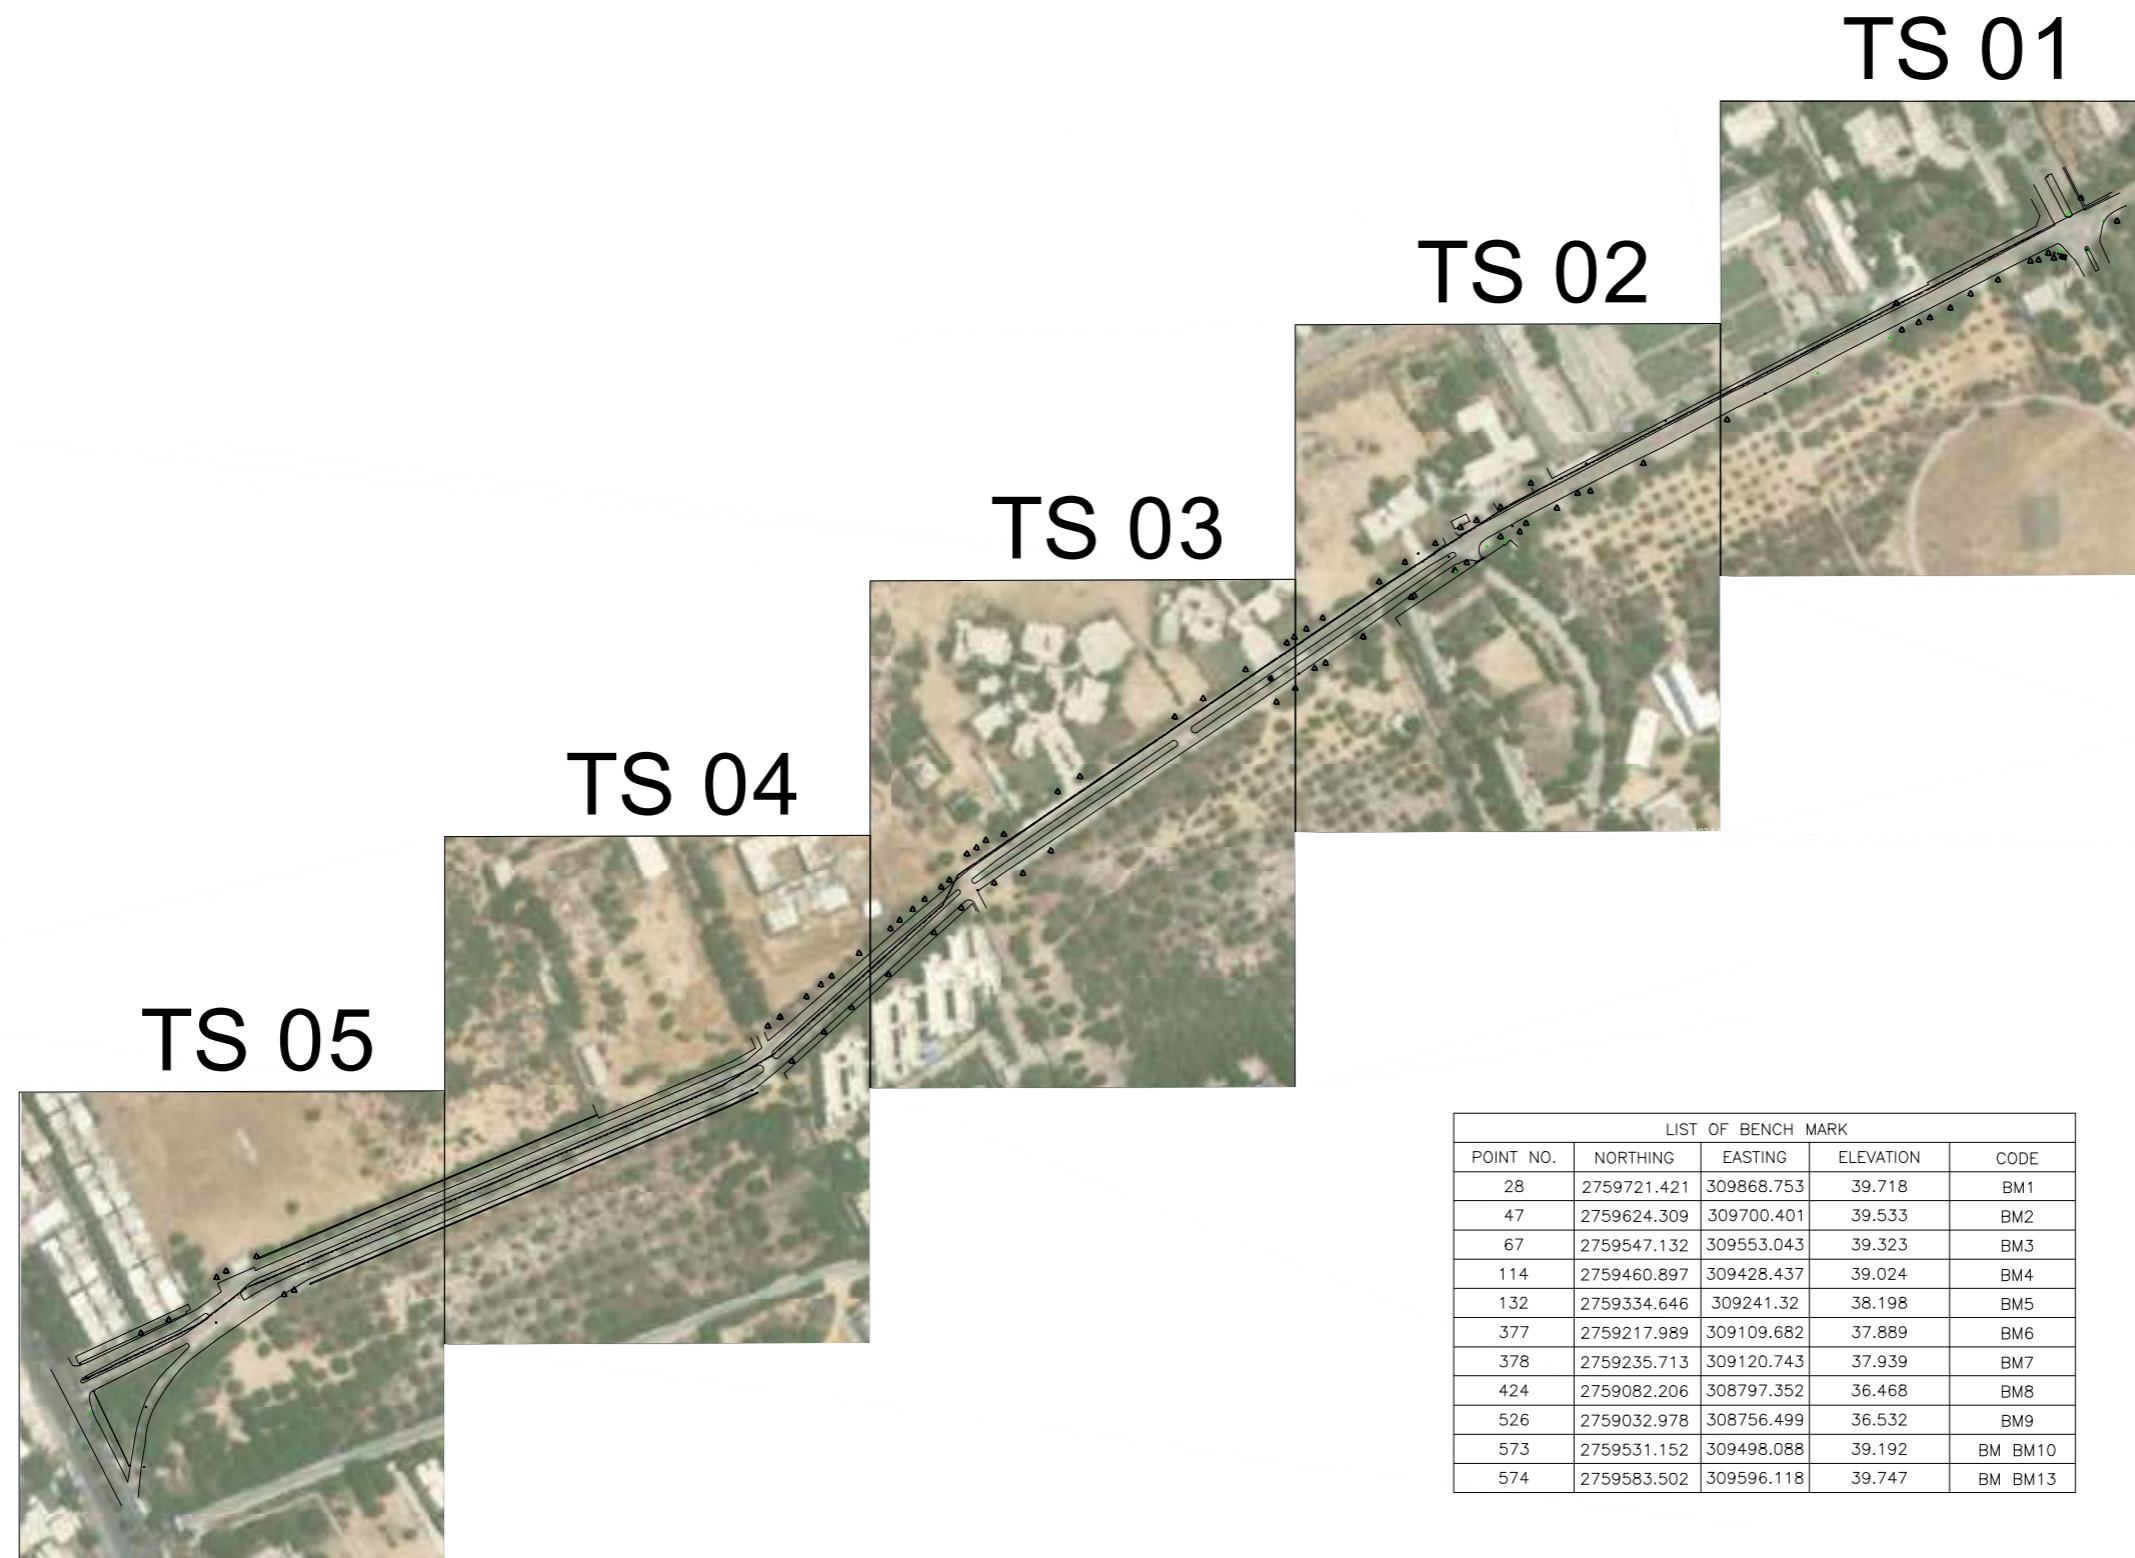 TS 01
TS 02
TS 03
TS 04
TS 05
LIST OF BENCH MARK
POINT NO. NORTHING EASTING ELEVATION CODE
28 2759721.421 309868.753 39.718 BM1
47 2759624.309 309700.401 39.533 BM2
67 2759547.132 309553.043 39.323 BM3
114 2759460.897 309428.437 39.024 BM4
132 2759334.646 309241.32 38.198 BM5
377 2759217.989 309109.682 37.889 BM6
378 2759235.713 309120.743 37.939 BM7
424 2759082.206 308797.352 36.468 BM8
526 2759032.978 308756.499 36.532 BM9
573 2759531.152 309498.088 39.192 BM BM10
574 2759583.502 309596.118 39.747 BM BM13